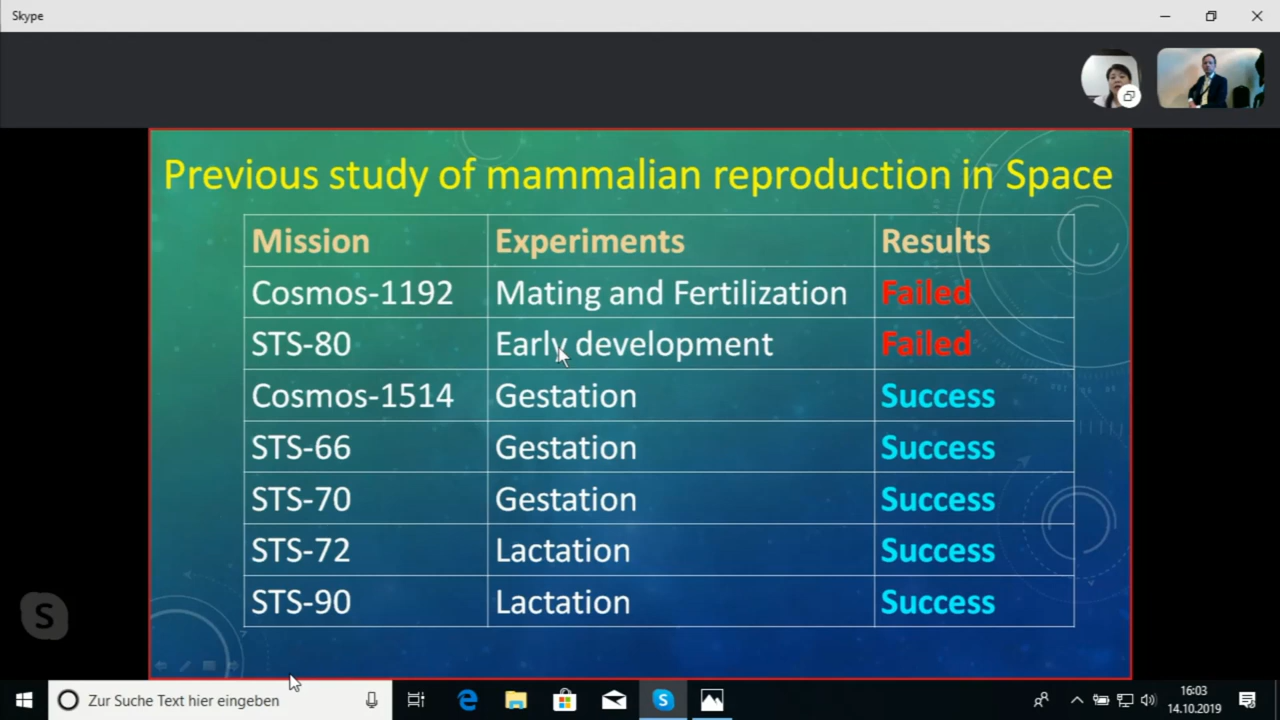 Skype
Previous study of mammalian reproduction in Space
Mission Experiments Results
Cosmos-1192 Mating and Fertilization Failed
STS-80 Early development Failed
Cosmos-1514 Gestation Success
STS-66 Gestation Success
STS-70 Gestation Success
STS-72 Lactation Success
STS-90 Lactation Success
S
Zur Suche Text hier eingeben
16:03
14.10.2019